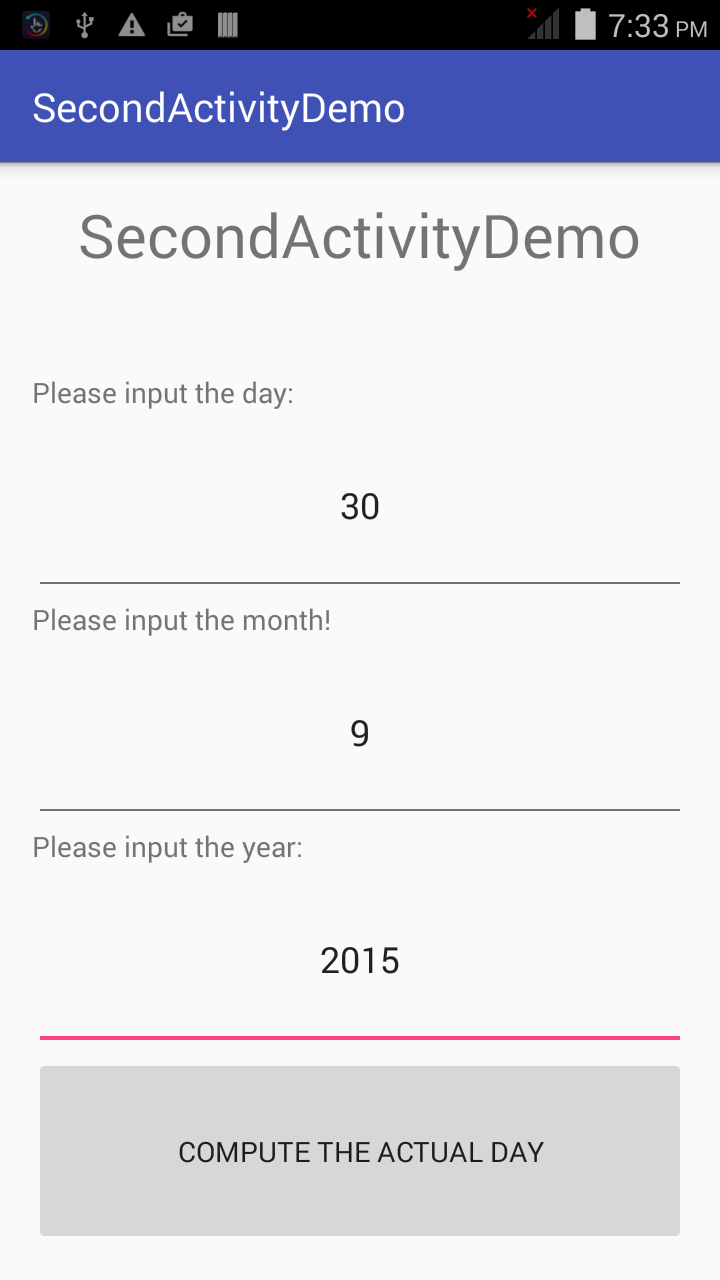 7:33 PM
SecondActivityDemo
SecondActivityDemo
Please input the day:
30
Please input the month!
9
Please input the year:
2015
COMPUTE THE ACTUAL DAY